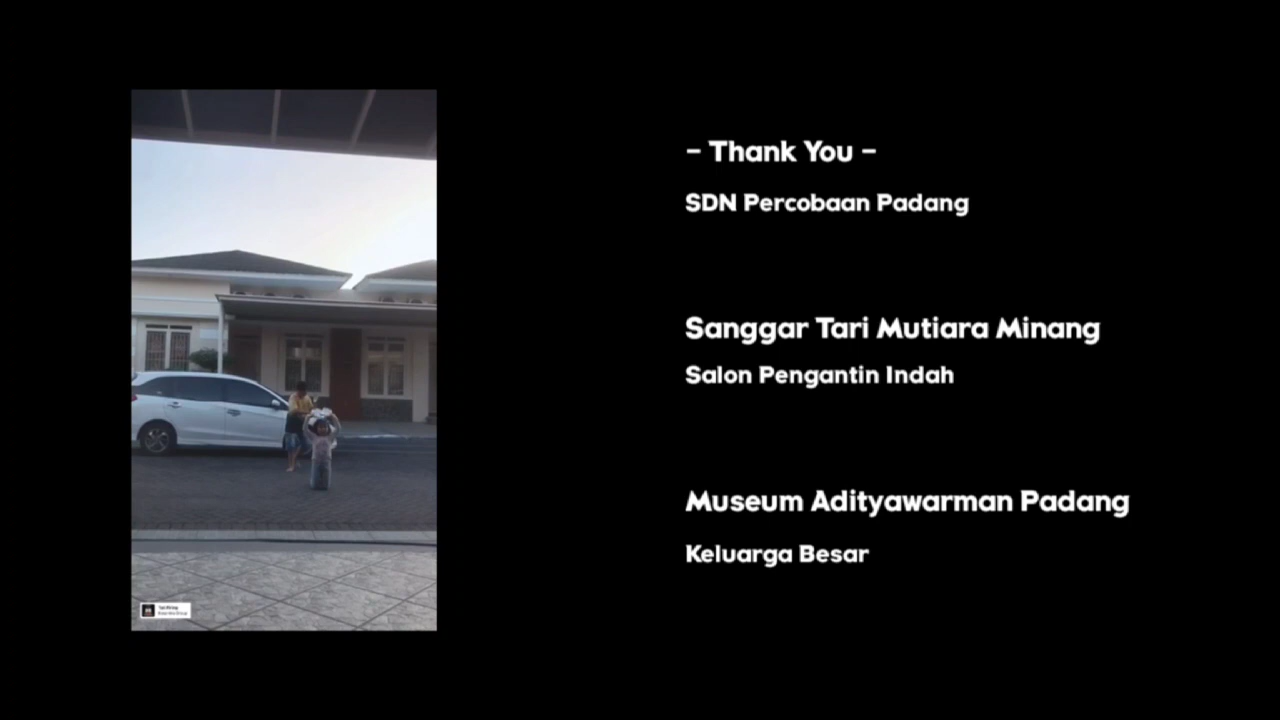 - Thank You -
SDN Percobaan Padang
Sanggar Tari Mutiara Minang
Salon Pengantin Indah
Museum Adityawarman Padang
Keluarga Besar